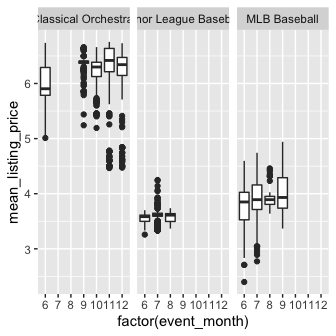 Classical Orchestra
nor League Baseb
MLB Baseball
mean_listing_price
6
5
4
3
6 7 8 9 101112
6 7 8 9 101112
6 7 8 9 101112
factor(event_month)